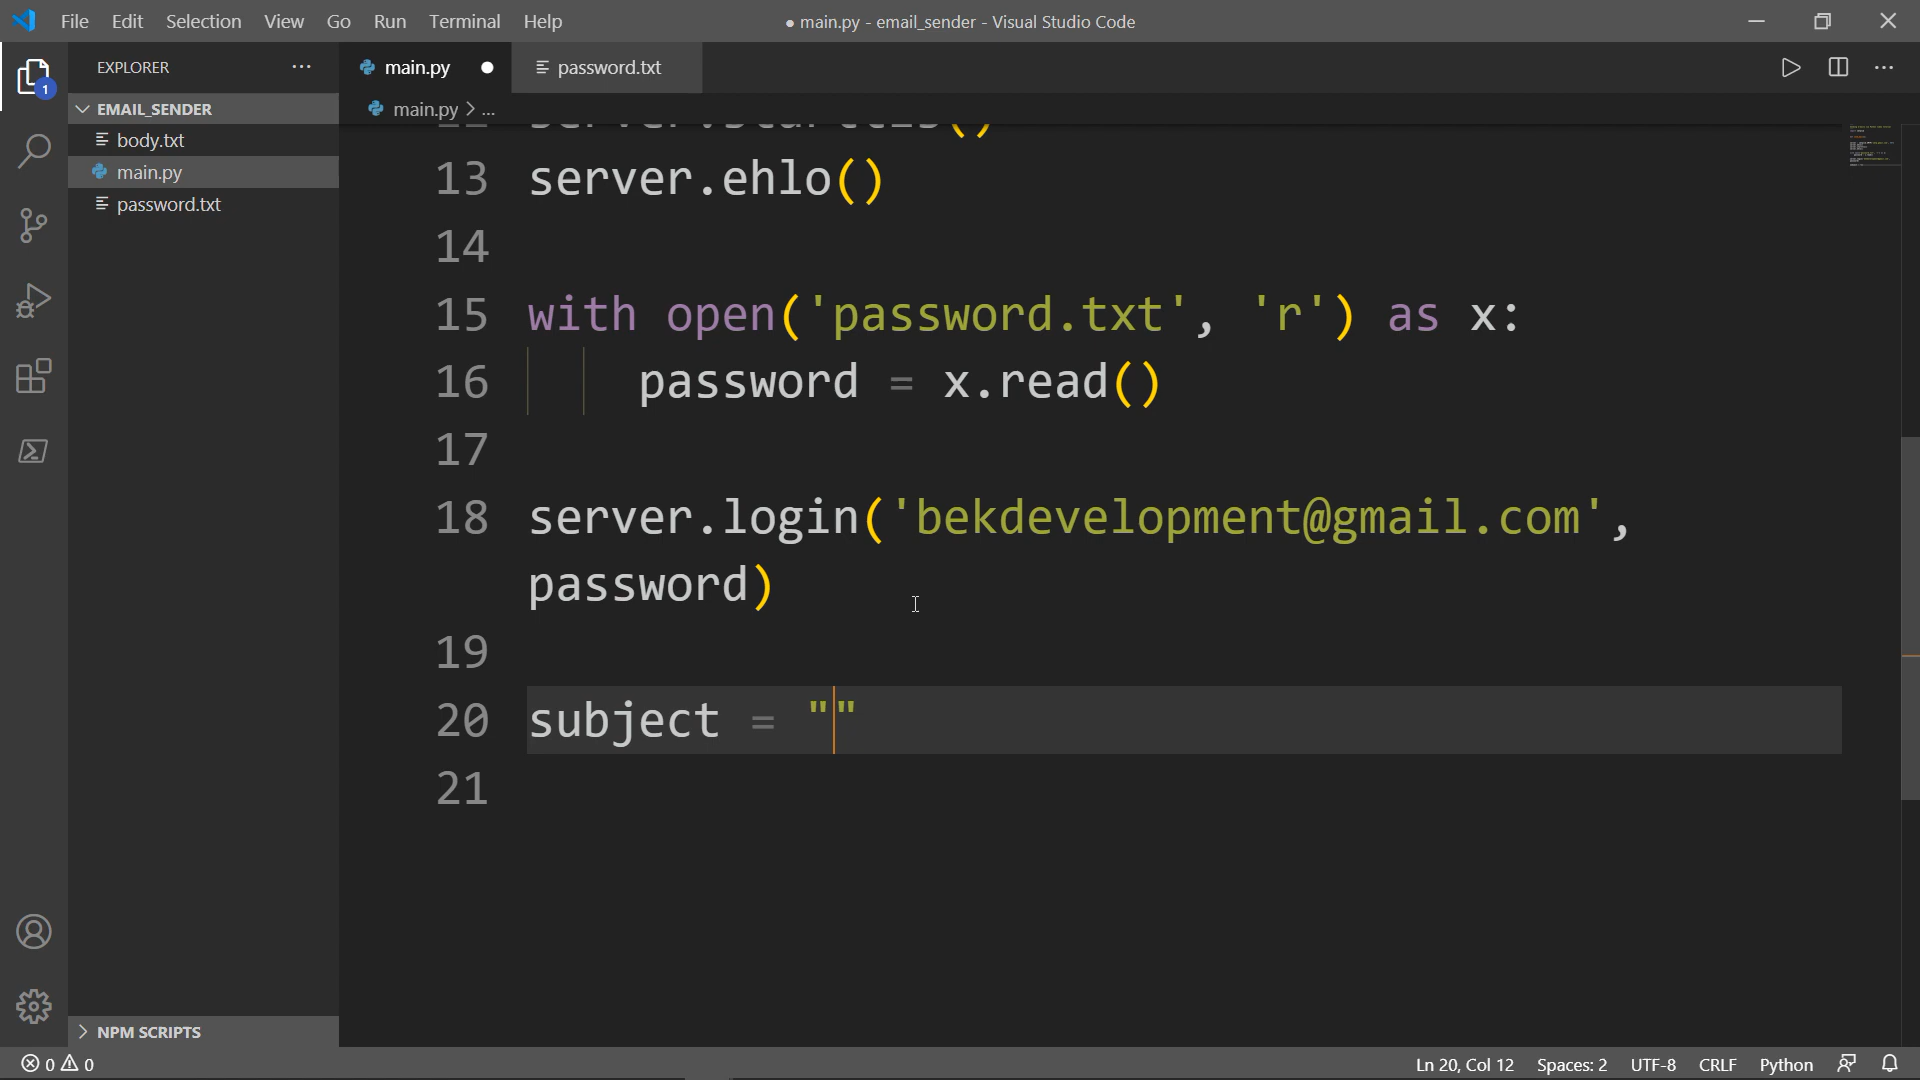 File Edit Selection View Go Run Terminal Help
● main.py - email_sender - Visual Studio Code
EXPLORER ···
main.py ●
password.txt
1
EMAIL_SENDER
main.py > ...
body.txt
main.py
password.txt
13 server.ehlo()
14
15 with open('password.txt', 'r') as x:
16 password = x.read()
17
18 server.login('bekdevelopment@gmail.com',
password)
19
20 subject = ""
21
NPM SCRIPTS
0 0
Ln 20, Col 12 Spaces: 2 UTF-8 CRLF Python